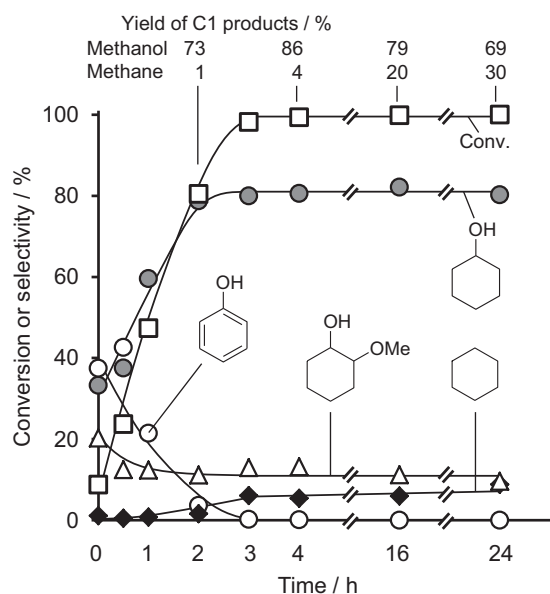 Yield of C1 products / %
Methanol 73 86 79 69
Methane 1 4 20 30
100
80
60
40
20
0
Conversion or selectivity / %
Conv.
OH
OH
OH
OMe
0 1 2 3 4 16 24
Time / h